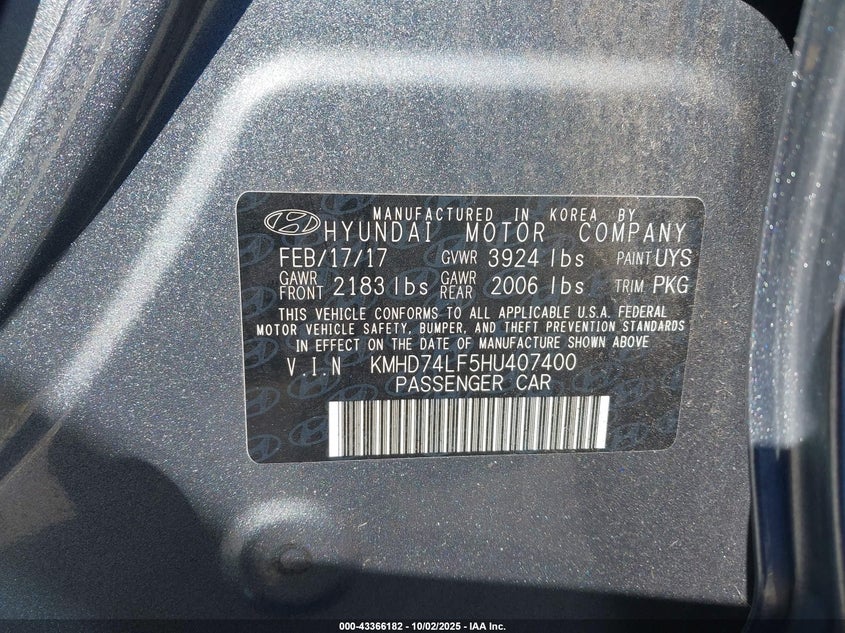 MANUFACTURED IN KOREA BY
HYUNDAI MOTOR COMPANY
FEB/17/17 GVWR 3924 lbs PAINT UYS
GAWR FRONT 2183 lbs GAWR REAR 2006 lbs TRIM PKG
THIS VEHICLE CONFORMS TO ALL APPLICABLE U.S.A. FEDERAL
MOTOR VEHICLE SAFETY, BUMPER, AND THEFT PREVENTION STANDARDS
IN EFFECT ON THE DATE OF MANUFACTURE SHOWN ABOVE
V.I.N KMHD74LF5HU407400
PASSENGER CAR
000-43366182 - 10/02/2025 - IAA Inc.